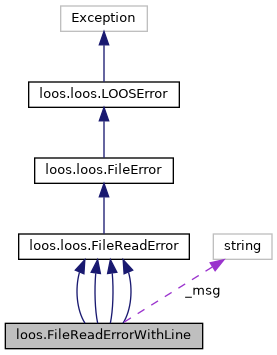 Exception
loos.loos.LOOSError
loos.loos.FileError
loos.loos.FileReadError
string
_msg
loos.FileReadErrorWithLine